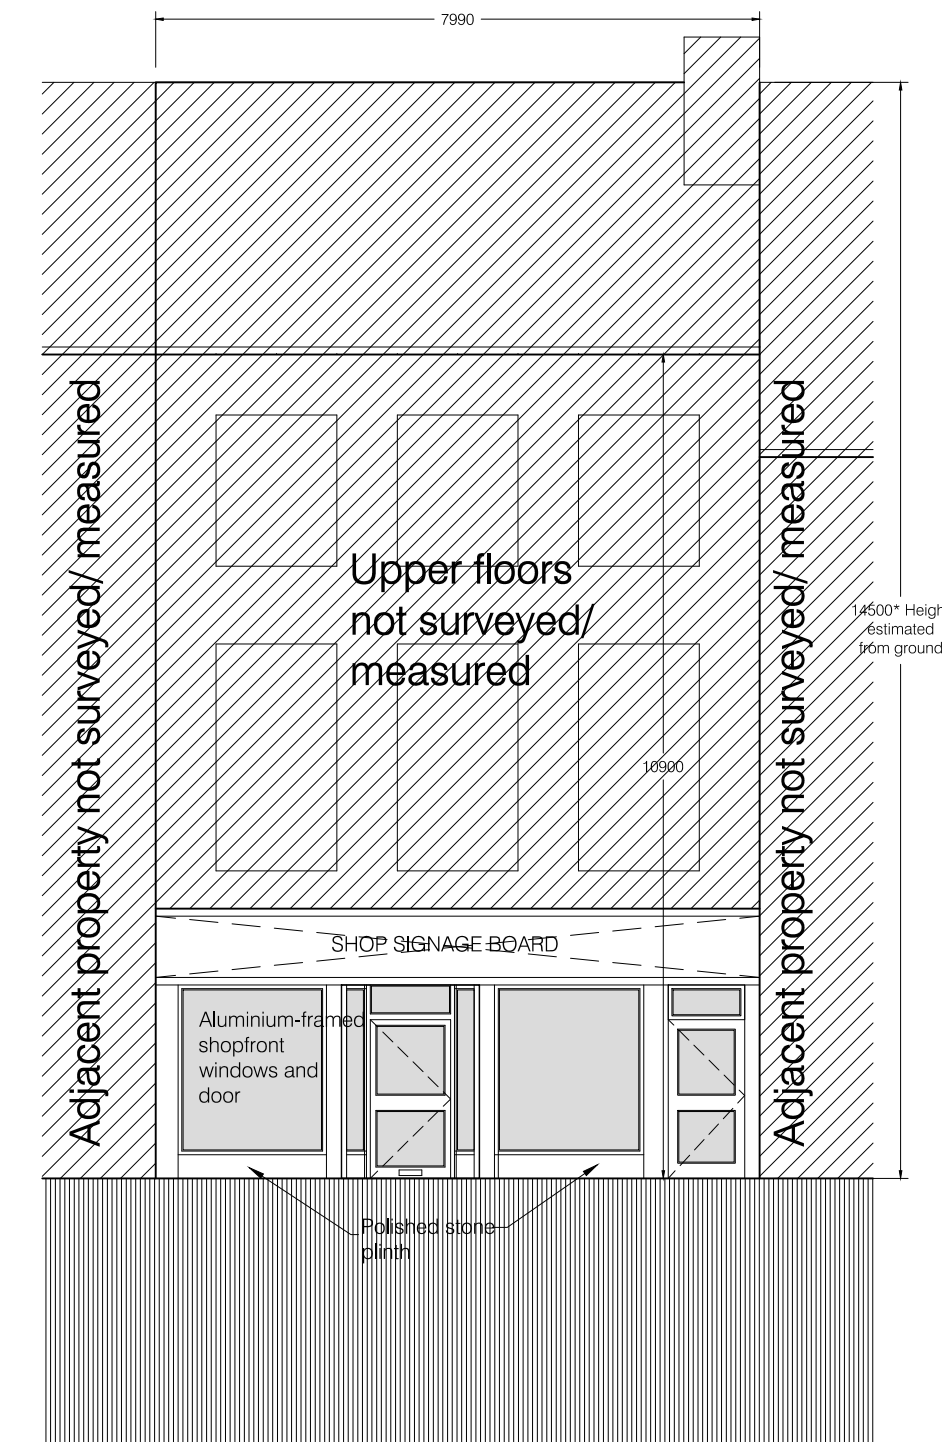 7990
Adjacent property not surveyed/ measured
Adjacent property not surveyed/ measured
Upper floors
not surveyed/
measured
14500* Heigh
estimated
from ground
10900
SHOP SIGNAGE BOARD
Aluminium-framed
shopfront
windows and
door
Polished stone
plinth